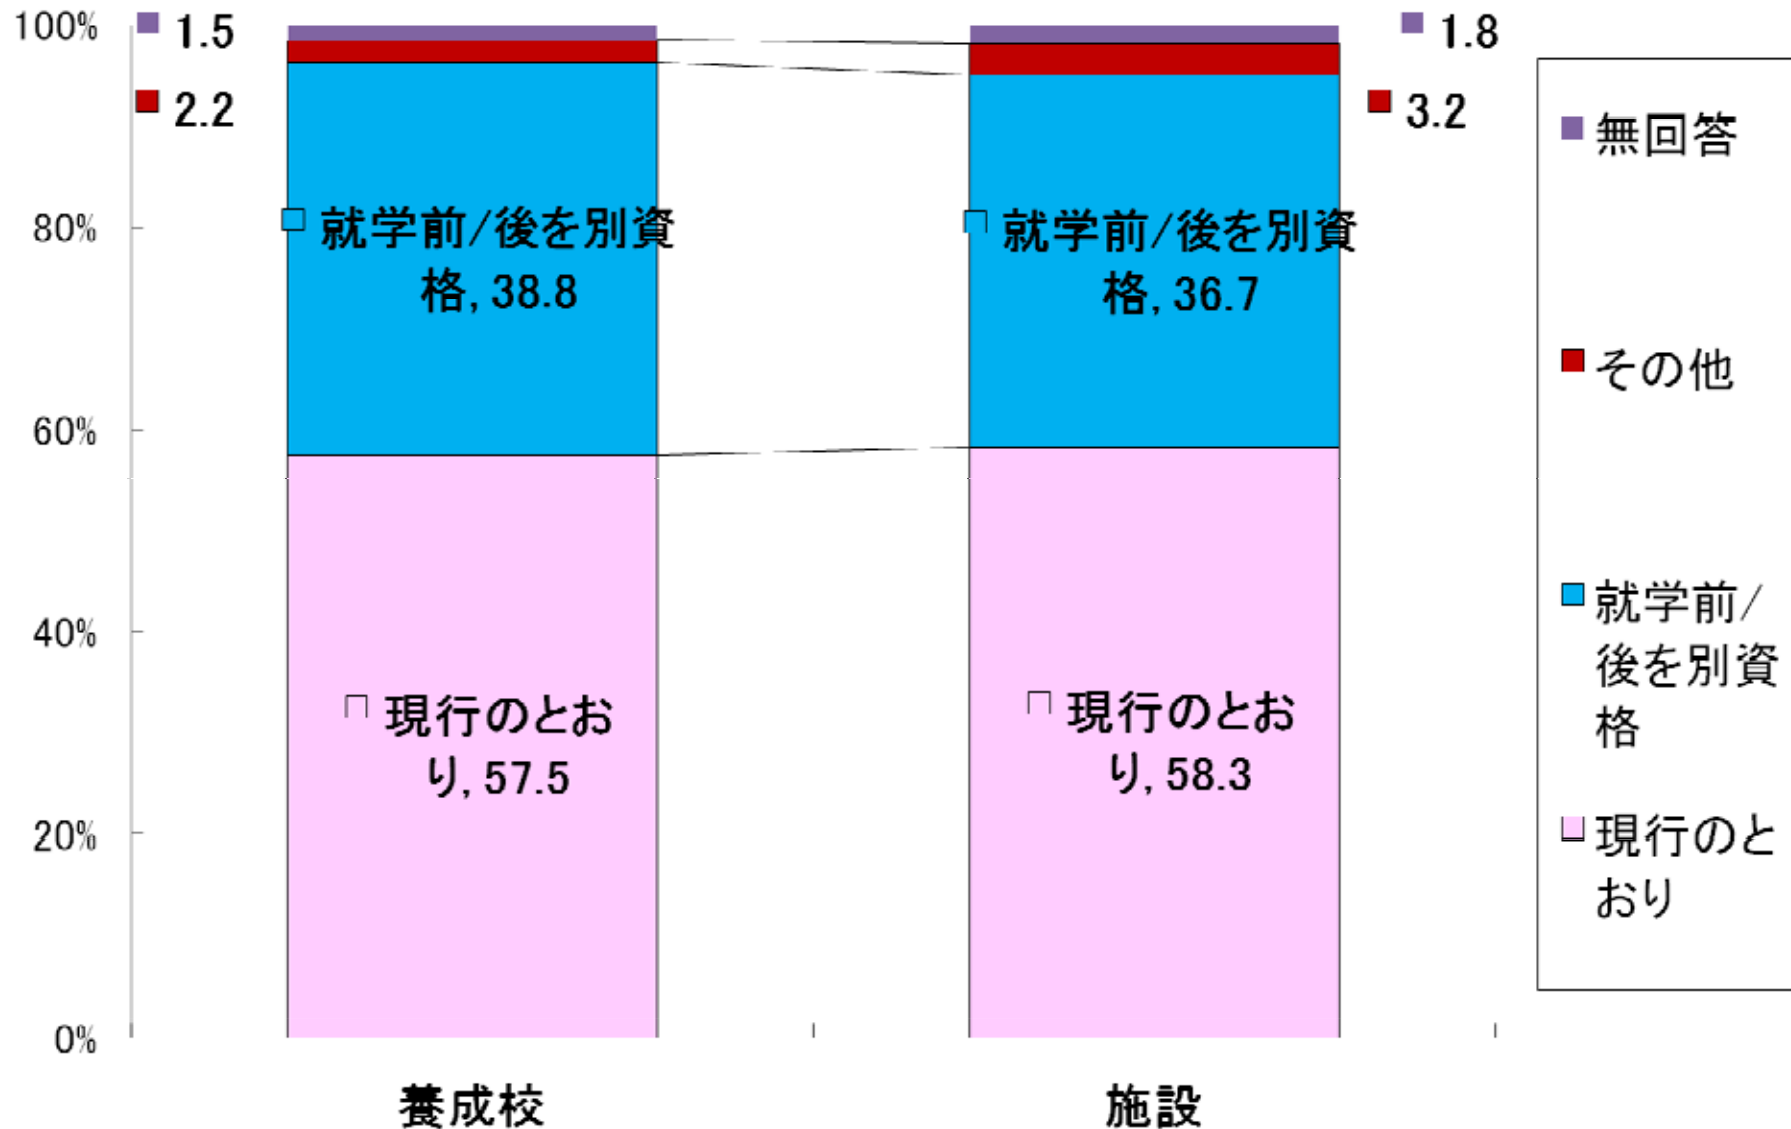 100%
80%
60%
40%
20%
0%
1.5
2.2
就学前/後を別資
格, 38.8
現行のとお
り, 57.5
養成校
1.8
3.2
就学前/後を別資
格, 36.7
現行のとお
り, 58.3
施設
無回答
その他
就学前/
後を別資
格
現行のと
おり